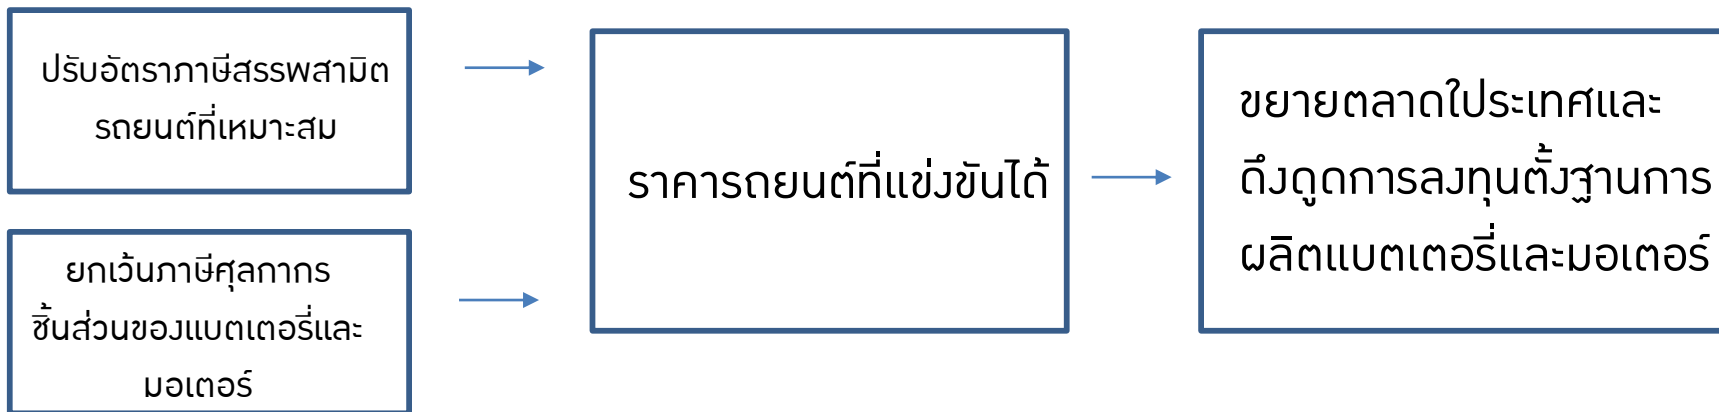 ปรับอัตราภาษีสรรพสามิต
รถยนต์ที่เหมาะสม
ยกเว้นภาษีศุลกากร
ชิ้นส่วนของแบตเตอรี่และ
มอเตอร์
ราคารถยนต์ที่แข่งขันได้
ขยายตลาดใประเทศและ
ดึงดูดการลงทุนตั้งฐานการ
ผลิตแบตเตอรี่และมอเตอร์